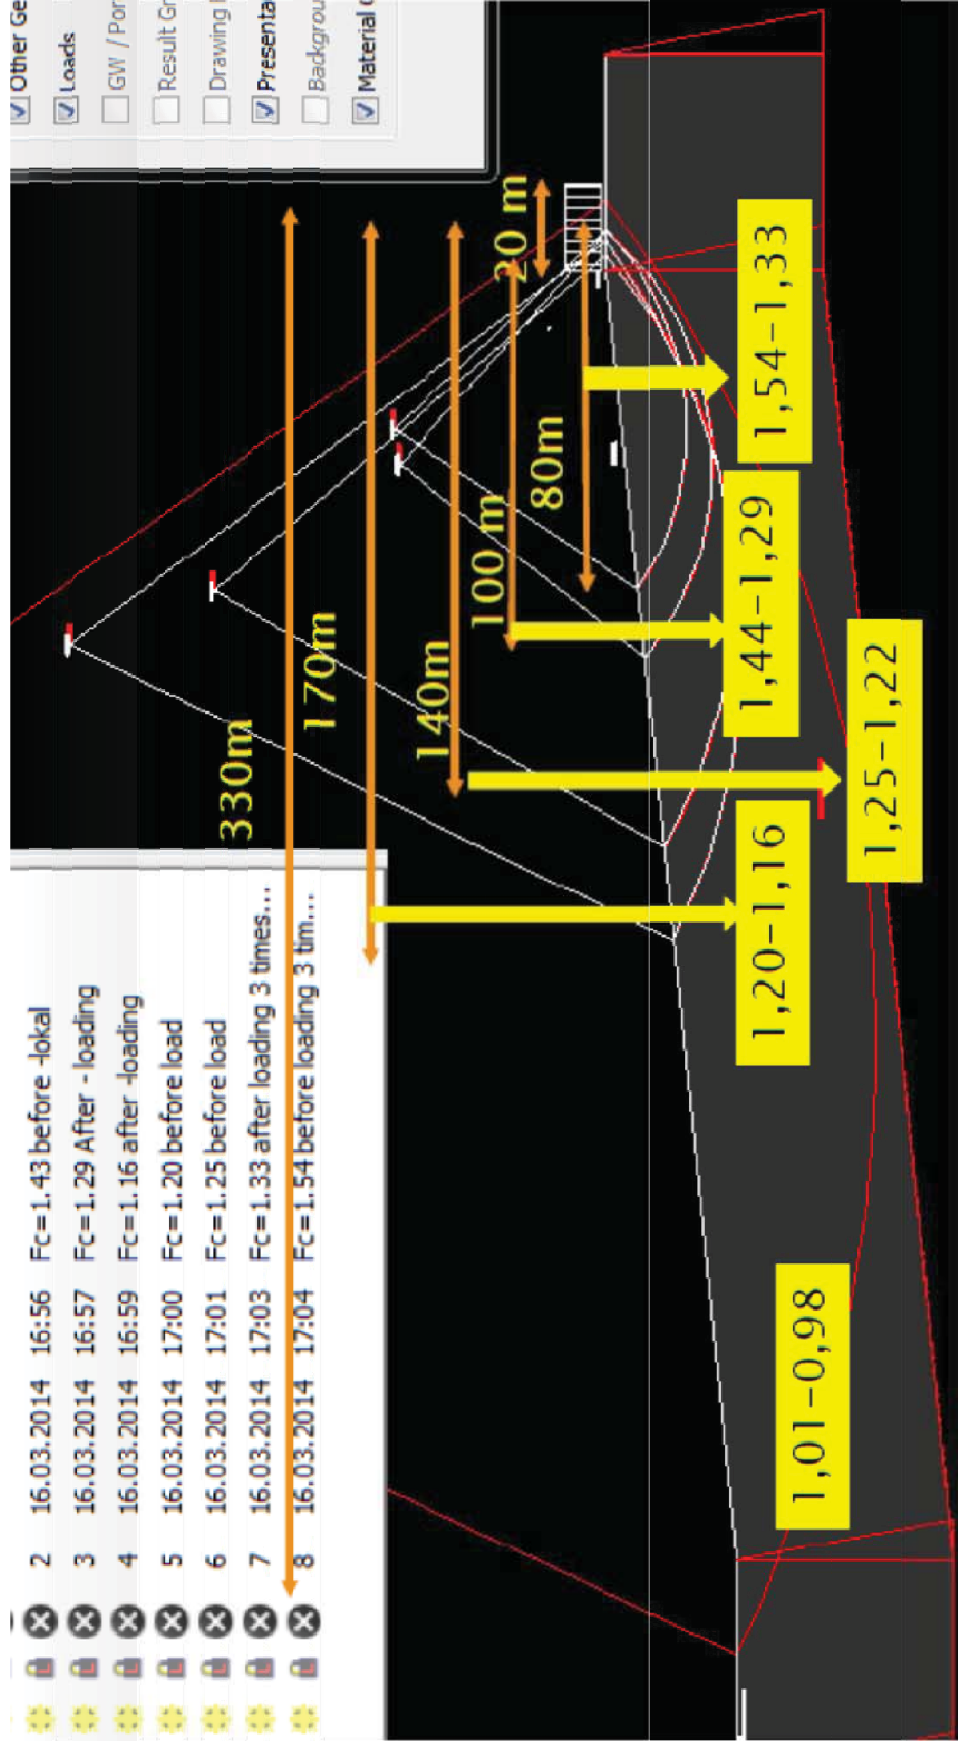 Other Ge
Loads
GW / Por
Result Gr
Drawing
Presenta
Backgrou
Material
2 16.03.2014 16:56 Fc=1.43 before -lokal
3 16.03.2014 16:57 Fc=1.29 After - loading
4 16.03.2014 16:59 Fc=1.16 after -loading
5 16.03.2014 17:00 Fc=1.20 before load
6 16.03.2014 17:01 Fc=1.25 before load
7 16.03.2014 17:03 Fc=1.33 after loading 3 times...
8 16.03.2014 17:04 Fc=1.54 before loading 3 tim...
330m
170m
140m
100 m
80m
20 m
1,20-1,16
1,44-1,29
1,54-1,33
1,25-1,22
1,01-0,98